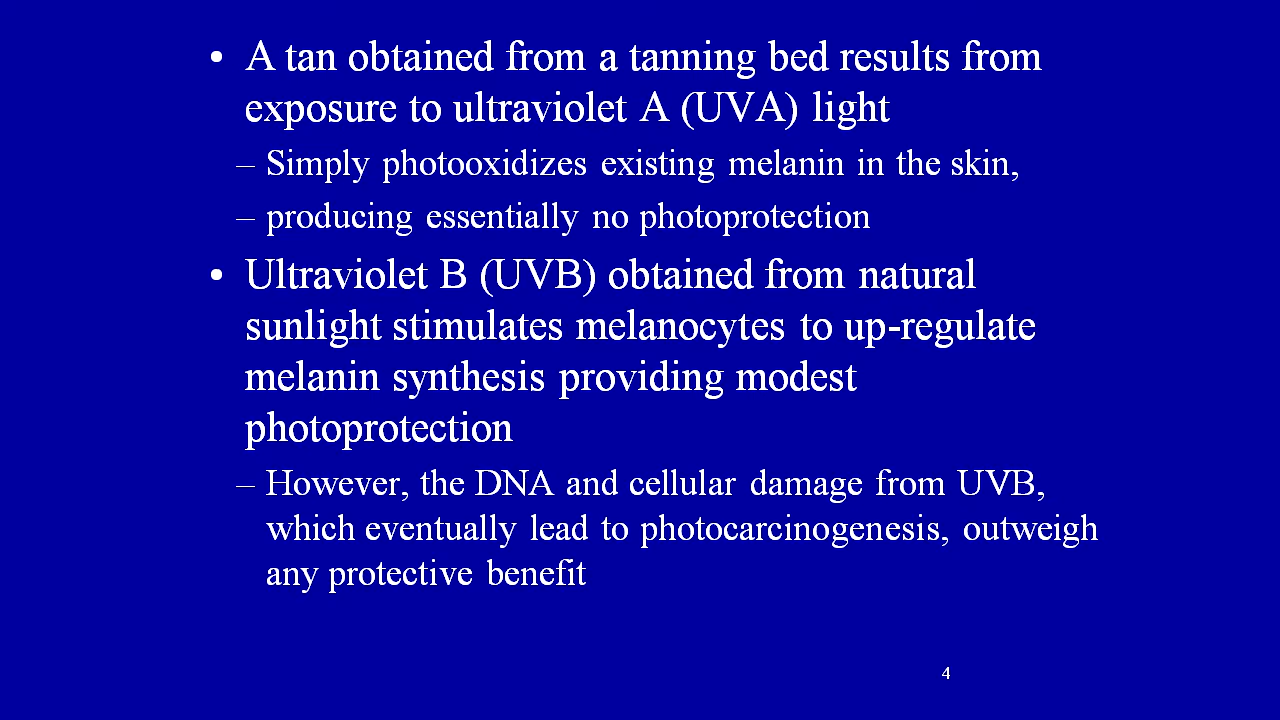 • A tan obtained from a tanning bed results from
exposure to ultraviolet A (UVA) light
– Simply photooxidizes existing melanin in the skin,
– producing essentially no photoprotection
• Ultraviolet B (UVB) obtained from natural
sunlight stimulates melanocytes to up-regulate
melanin synthesis providing modest
photoprotection
– However, the DNA and cellular damage from UVB,
which eventually lead to photocarcinogenesis, outweigh
any protective benefit
4